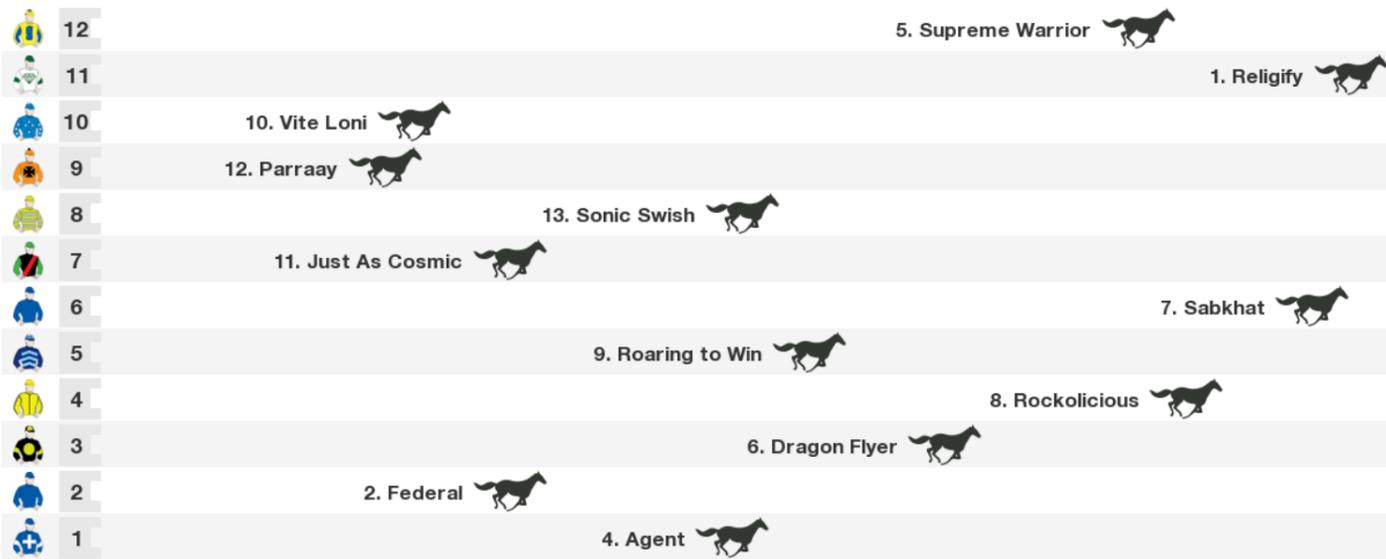 12 5. Supreme Warrior
11 1. Religify
10 10. Vite Loni
9 12. Parraay
8 13. Sonic Swish
7 11. Just As Cosmic
6 7. Sabkhat
5 9. Roaring to Win
4 8. Rockolicious
3 6. Dragon Flyer
2 2. Federal
1 4. Agent